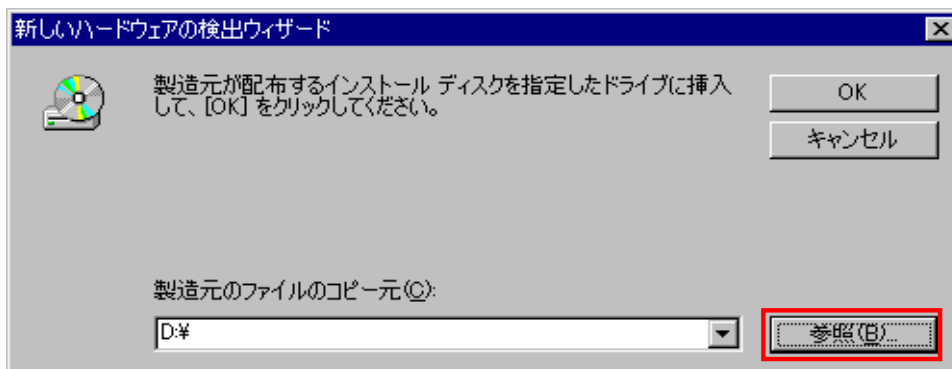 新しいハードウェアの検出ウィザード
製造元が配布するインストール ディスクを指定したドライブに挿入
して、[OK] をクリックしてください。
OK
キャンセル
製造元のファイルのコピー元(C):
D:¥
参照(B)...